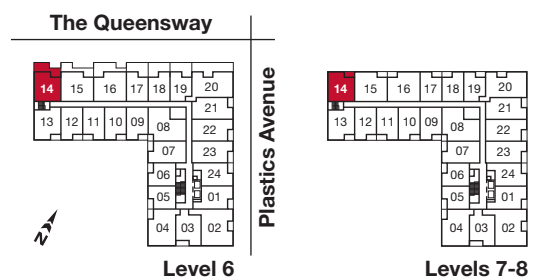 The Queensway
Plastics Avenue
14 15 16 17 18 19 20
21
13 12 11 10 09 08 22
07 23
06 24
05 01
04 03 02
N
Level 6
14 15 16 17 18 19 20
21
13 12 11 10 09 08 22
07 23
06 24
05 01
04 03 02
Levels 7-8